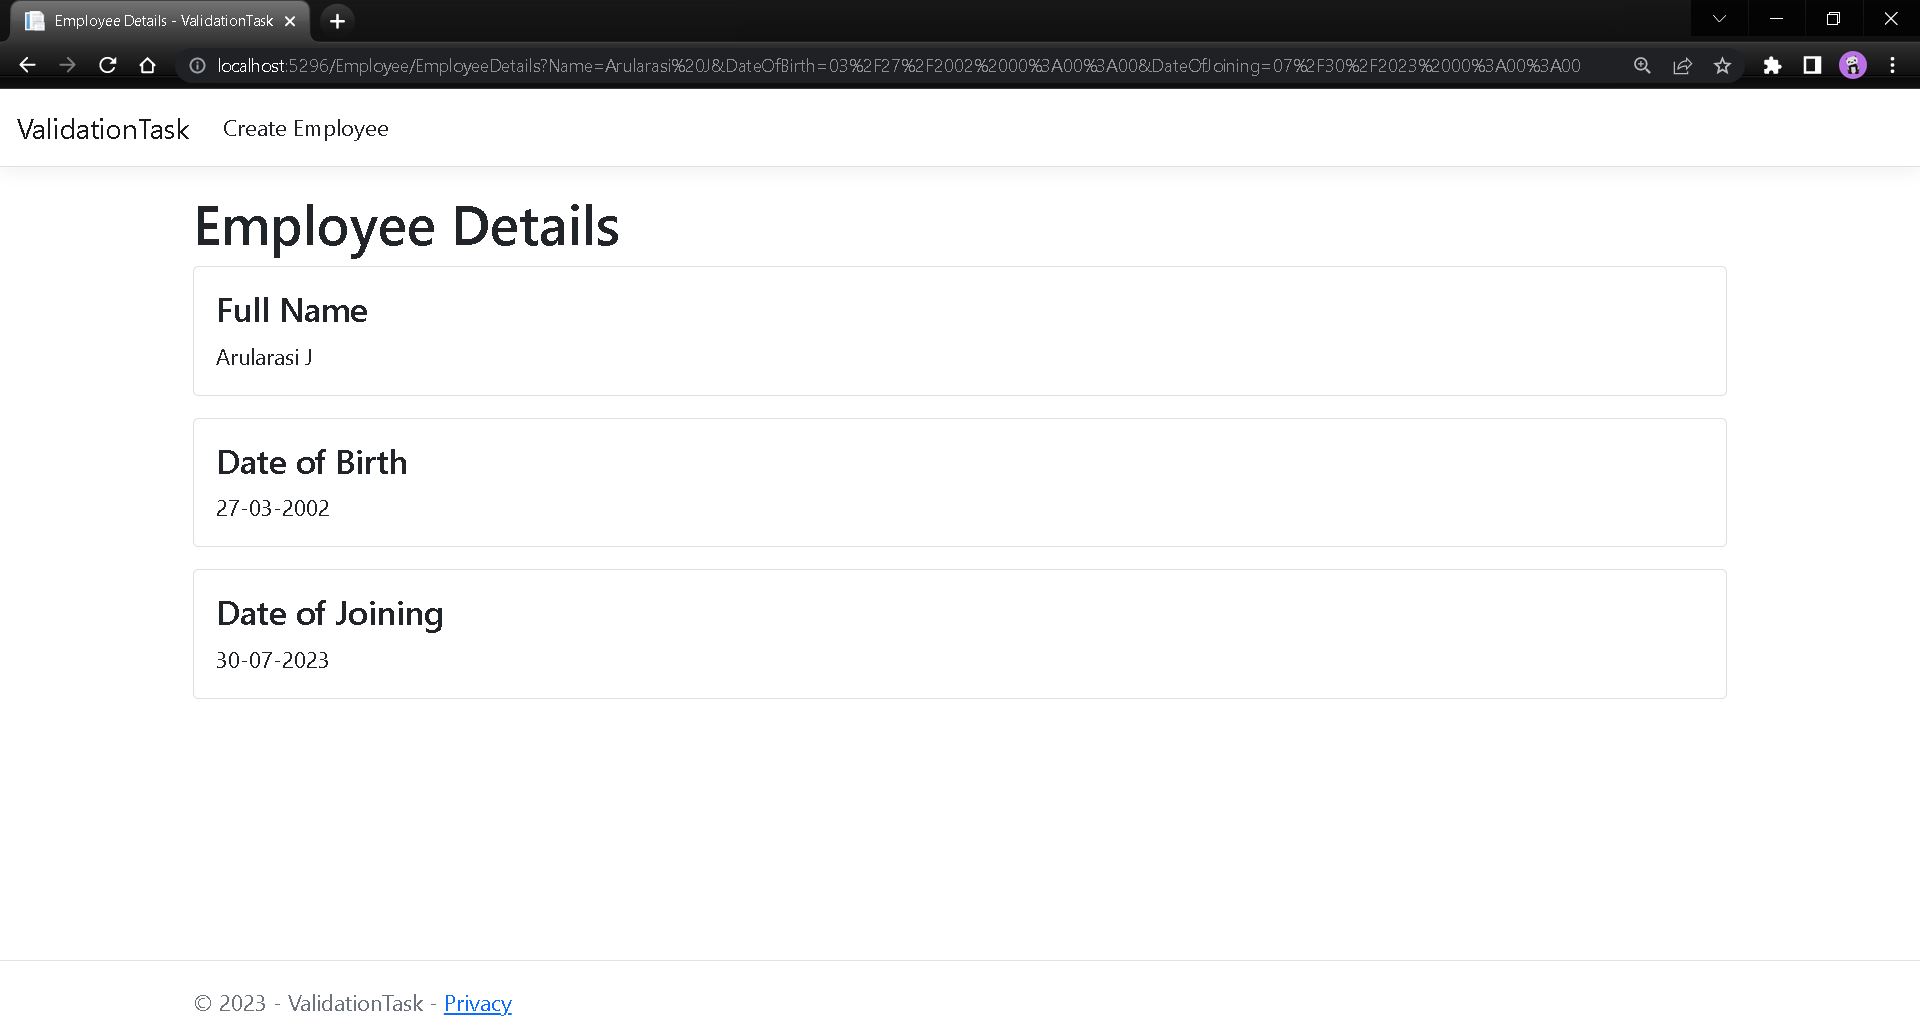 Employee Details - ValidationTask
localhost:5296/Employee/EmployeeDetails?Name=Arularasi%20J&DateOfBirth=03%2F27%2F2002%2000%3A00%3A00&DateOfJoining=07%2F30%2F2023%2000%3A00%3A00
ValidationTask Create Employee
Employee Details
Full Name
Arularasi J
Date of Birth
27-03-2002
Date of Joining
30-07-2023
© 2023 - ValidationTask - Privacy